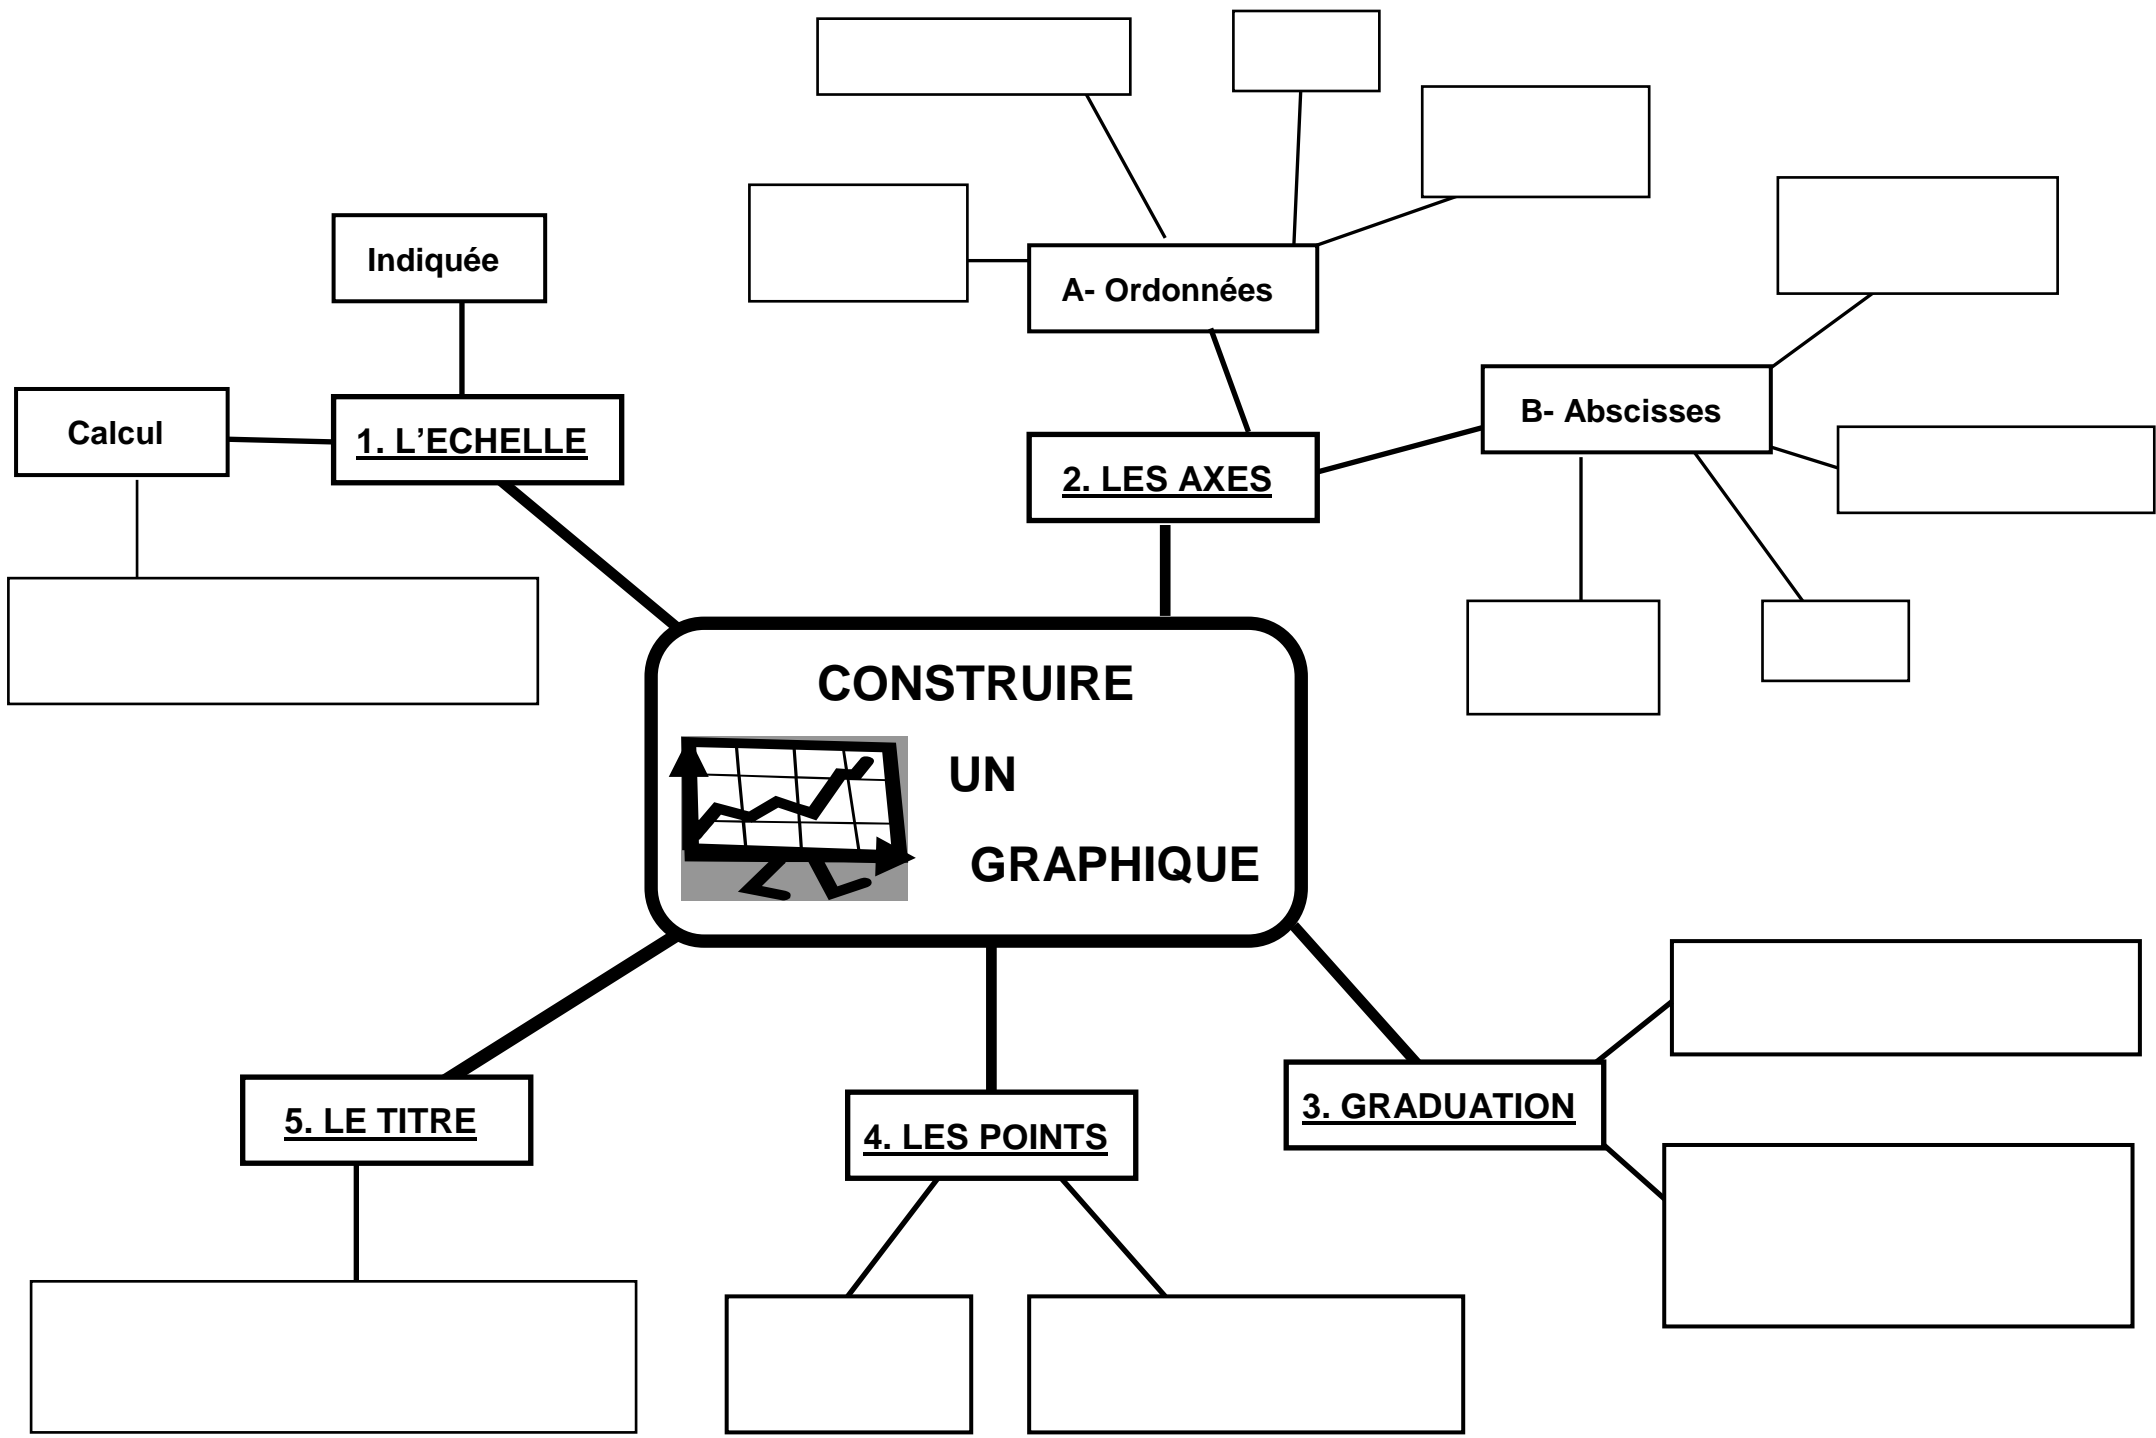 Indiquée
A- Ordonnées
B- Abscisses
Calcul
1. L’ECHELLE
2. LES AXES
CONSTRUIRE
UN
GRAPHIQUE
3. GRADUATION
5. LE TITRE
4. LES POINTS